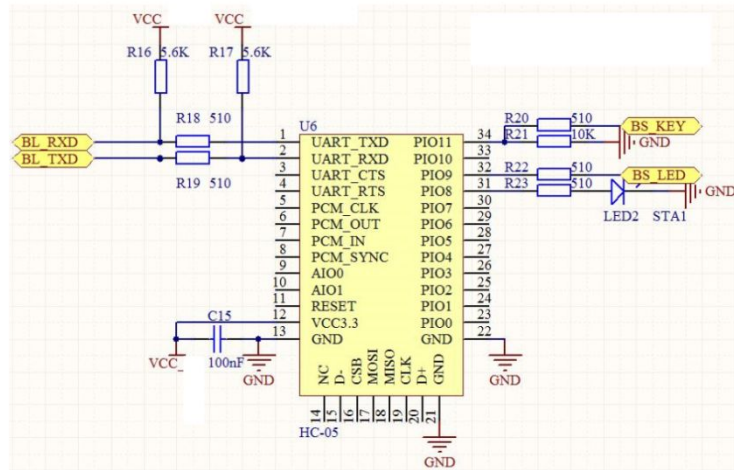 VCC VCC
R16 5.6K R17 5.6K
R18 510
BL_RXD
BL_TXD
R19 510
U6
1 UART_TXD PIO11 34
2 UART_RXD PIO10 33
3 UART_CTS PIO9 32
4 UART_RTS PIO8 31
5 PCM_CLK PIO7 30
6 PCM_OUT PIO6 29
7 PCM_IN PIO5 28
8 PCM_SYNC PIO4 27
9 AIO0 PIO3 26
10 AIO1 PIO2 25
11 RESET PIO1 24
12 VCC3.3 PIO0 23
13 GND GND 22
R20 510 BS_KEY
R21 10K GND
R22 510 BS_LED
R23 510 GND
LED2 STA1
C15
VCC_ 100nF
GND
GND
NC D- CSB MOSI MISO CLK D+ GND
14 15 16 17 18 19 20 21
HC-05
GND